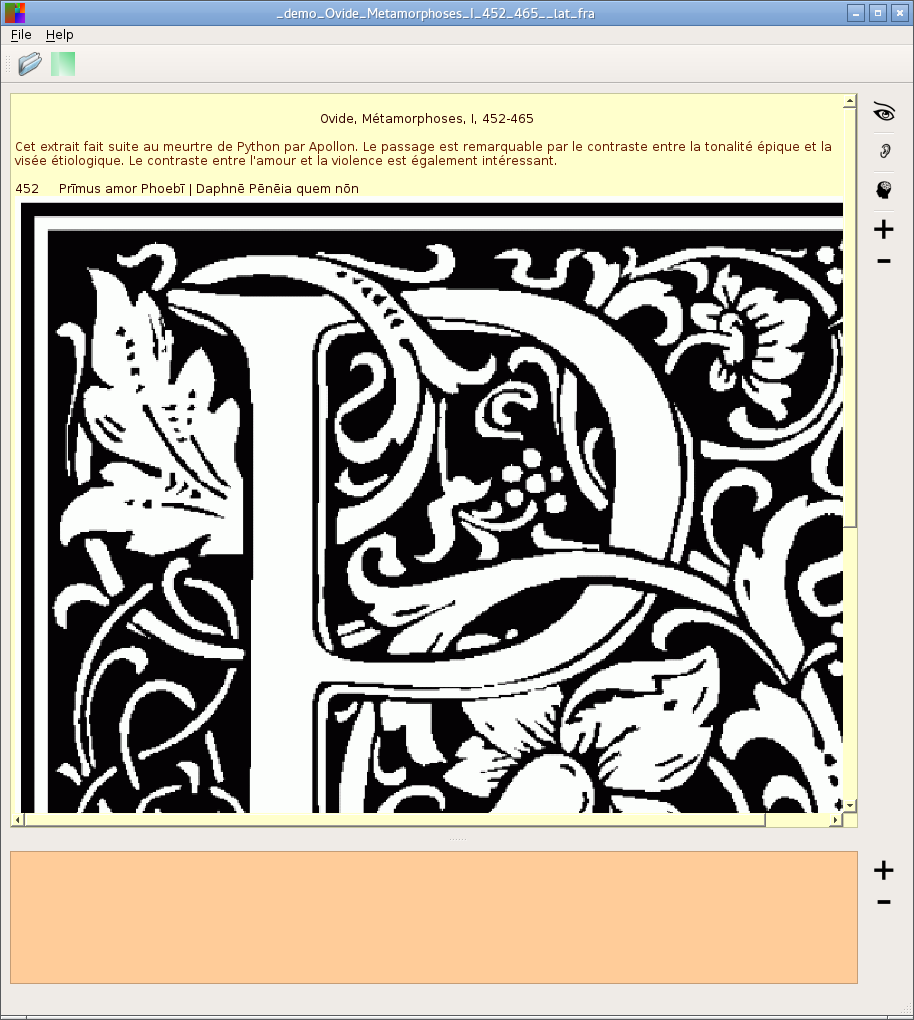 _demo_Ovide_Metamorphoses_I_452_465__lat_fra
File Help
Ovide, Métamorphoses, I, 452-465
Cet extrait fait suite au meurtre de Python par Apollon. Le passage est remarquable par le contraste entre la tonalité épique et la
visée étiologique. Le contraste entre l'amour et la violence est également intéressant.
452 Prīmus amor Phoebī | Daphnē Pēnēia quem nōn
P